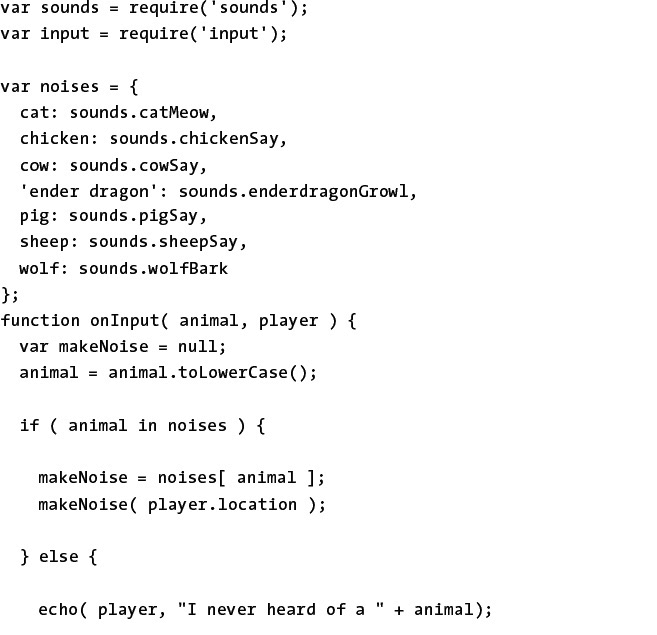 var sounds = require('sounds');
var input = require('input');
var noises = {
cat: sounds.catMeow,
chicken: sounds.chickenSay,
cow: sounds.cowSay,
'ender dragon': sounds.enderdragonGrowl,
pig: sounds.pigSay,
sheep: sounds.sheepSay,
wolf: sounds.wolfBark
};
function onInput( animal, player ) {
var makeNoise = null;
animal = animal.toLowerCase();
if ( animal in noises ) {
makeNoise = noises[ animal ];
makeNoise( player.location );
} else {
echo( player, "I never heard of a " + animal);